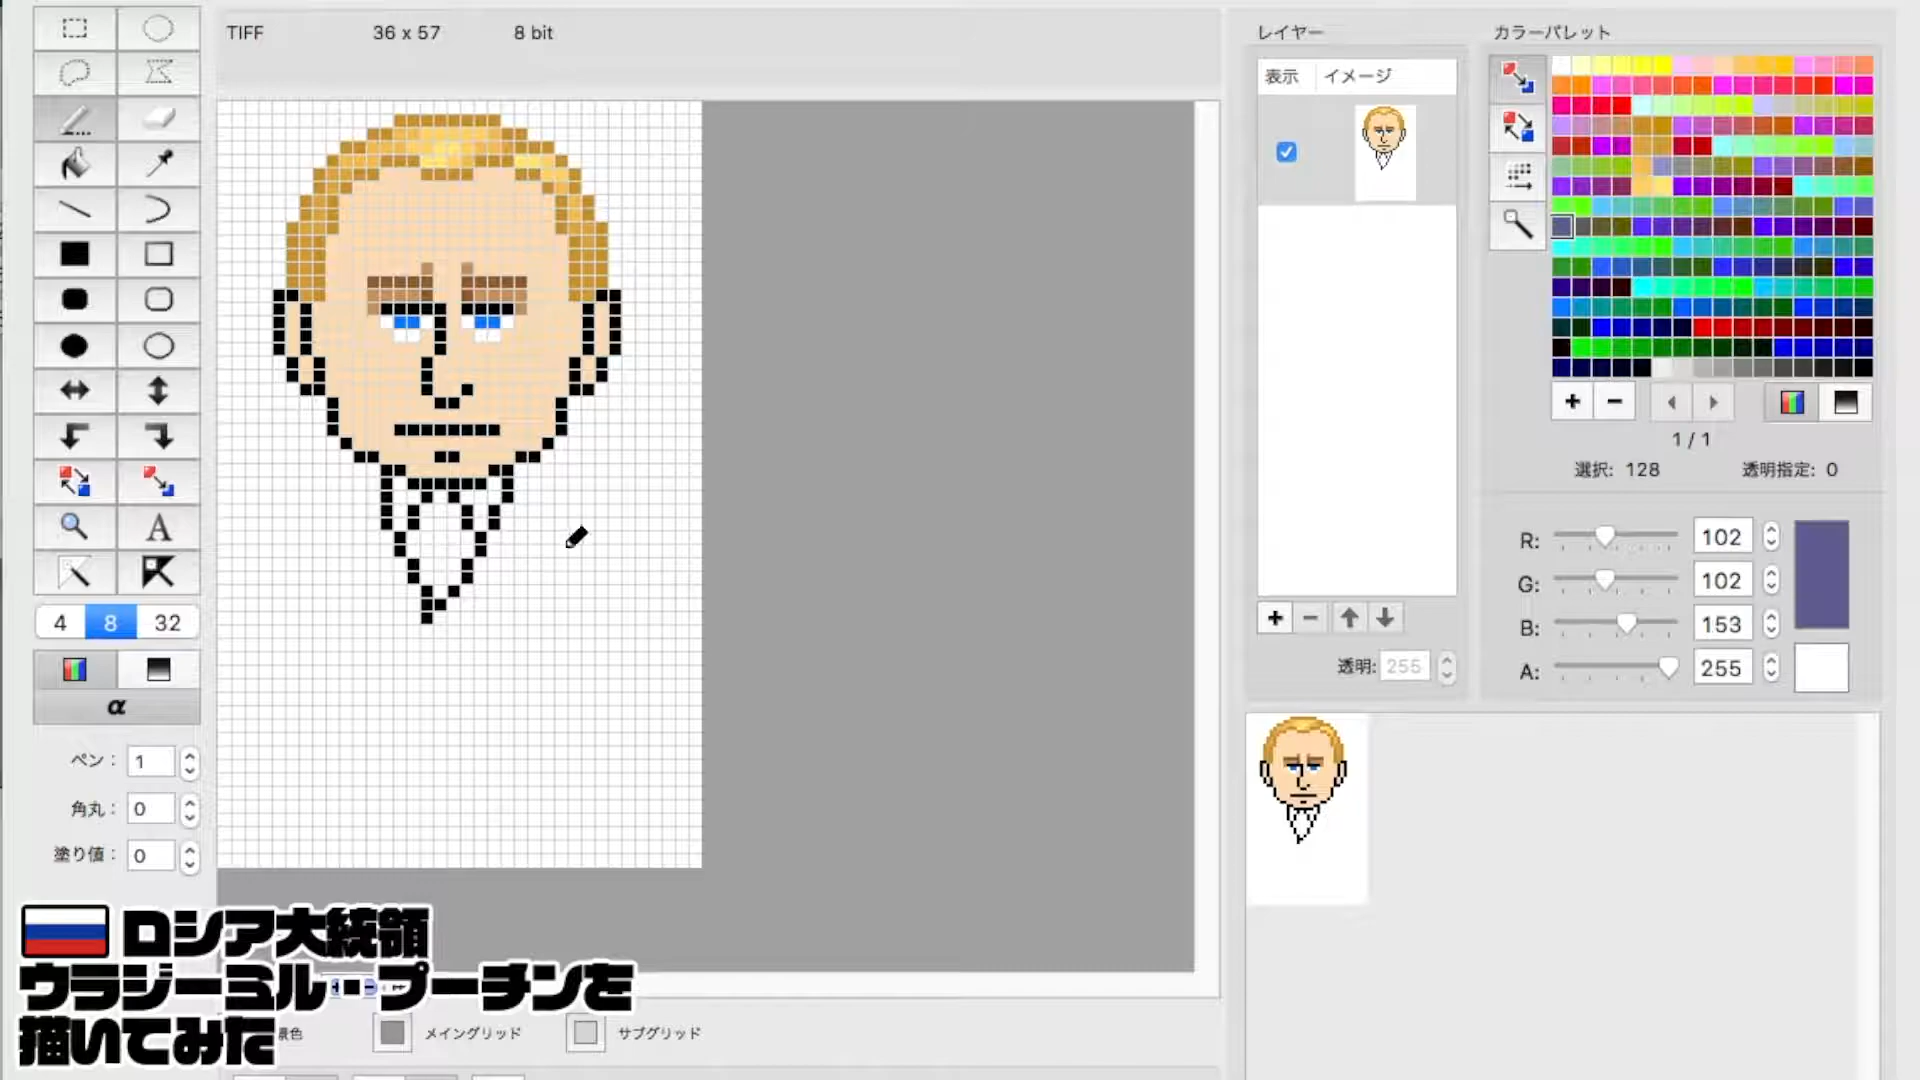 TIFF 36 x 57 8 bit
レイヤー
表示 イメージ
カラーパレット
1 / 1
選択: 128 透明指定: 0
R: 102
G: 102
B: 153
A: 255
透明: 255
4 8 32
α
A
ペン: 1
角丸: 0
塗り値: 0
景色 メイングリッド サブグリッド
ロシア大統領
ウラジーミル・プーチンを
描いてみた